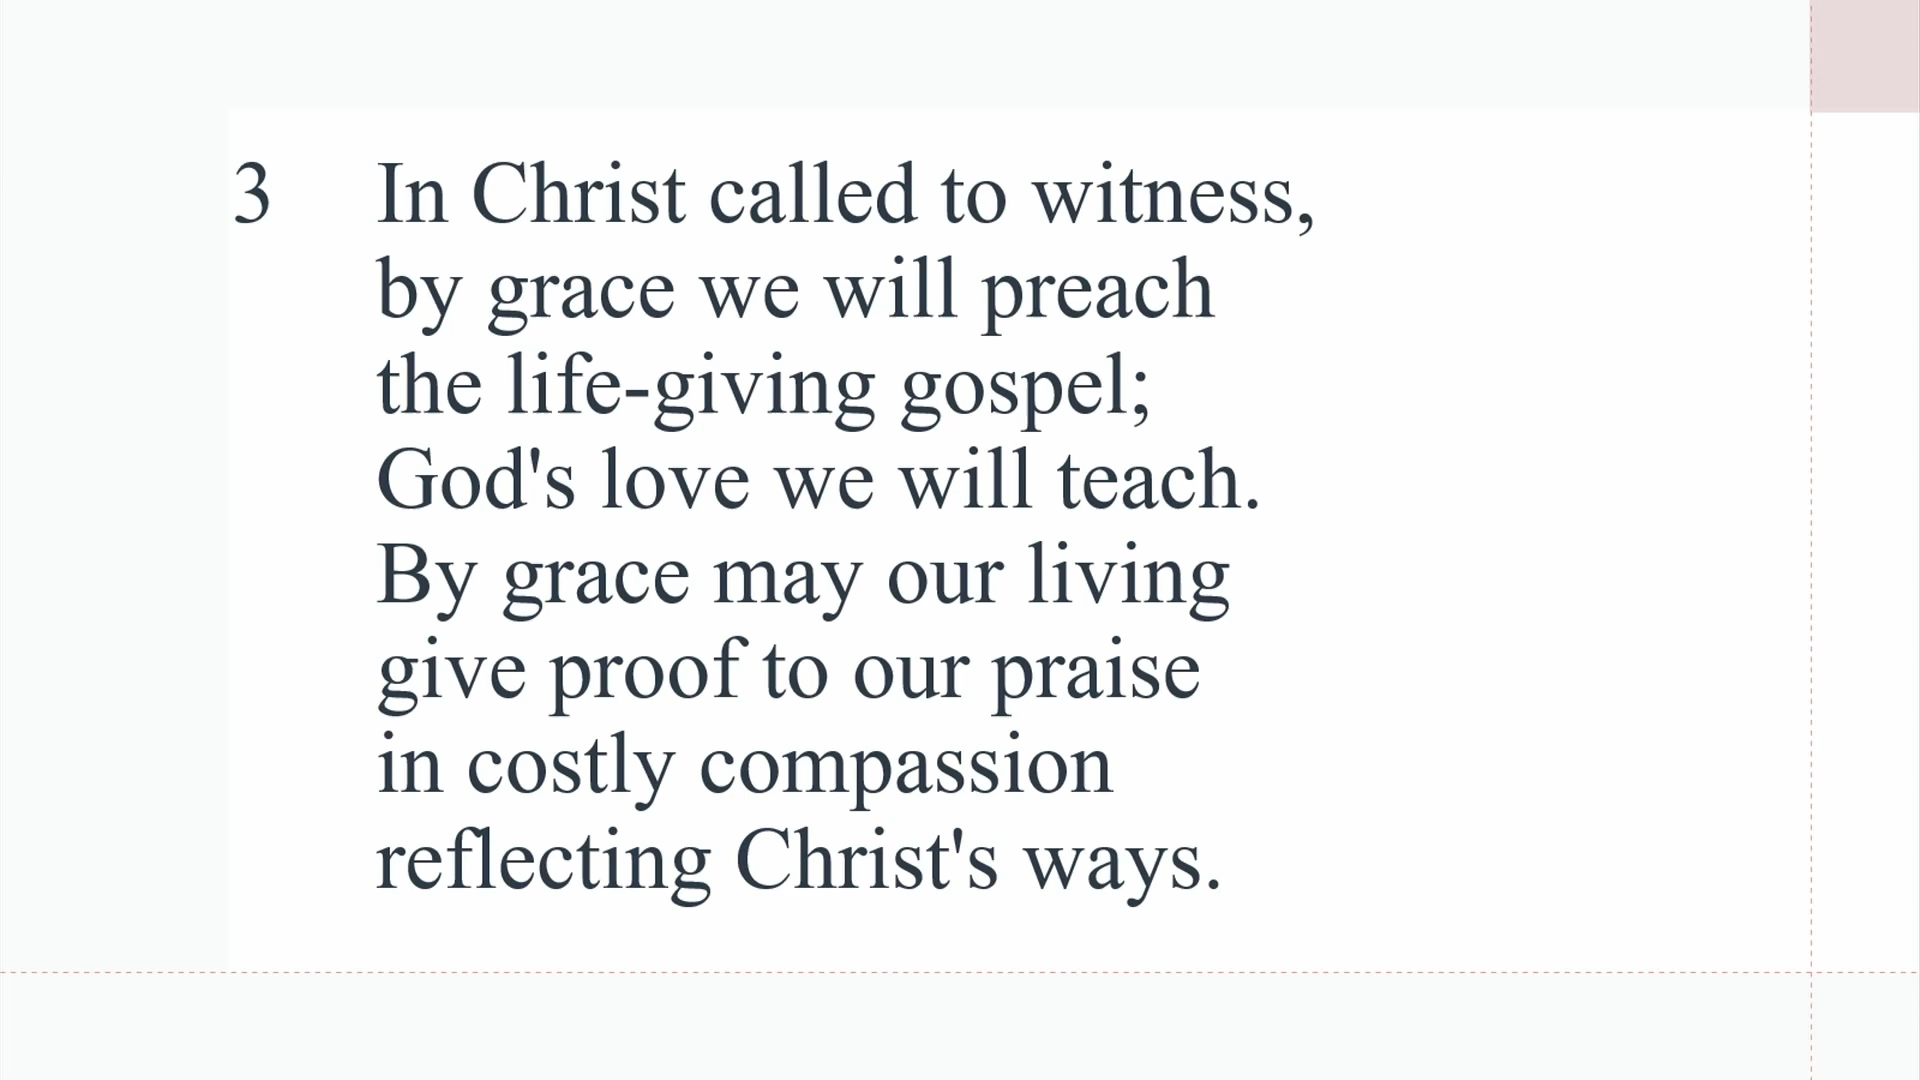 3 In Christ called to witness,
by grace we will preach
the life-giving gospel;
God's love we will teach.
By grace may our living
give proof to our praise
in costly compassion
reflecting Christ's ways.